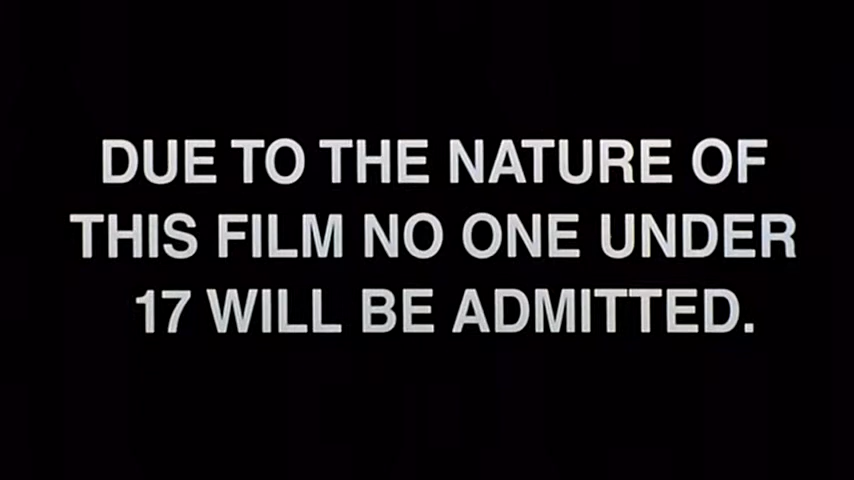 DUE TO THE NATURE OF
THIS FILM NO ONE UNDER
17 WILL BE ADMITTED.